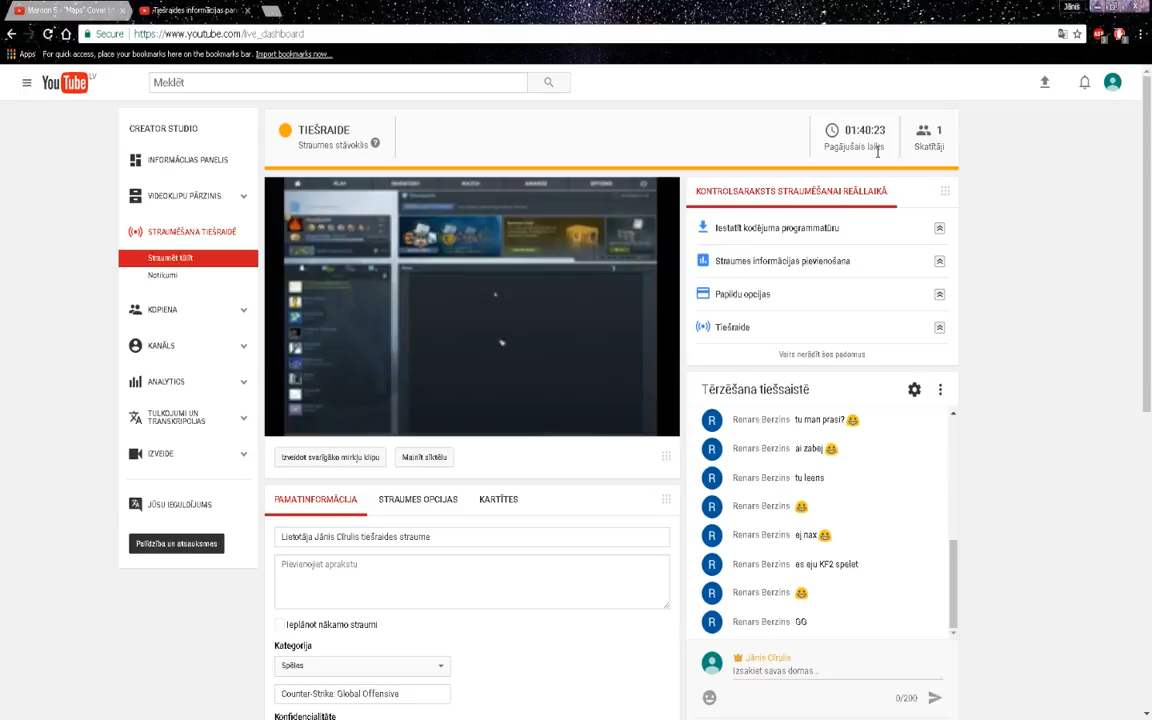 Maroon 5 - "Maps" Cover
Tiešraides informācijas pan
Jānis
Secure https://www.youtube.com/live_dashboard
Apps For quick access, place your bookmarks here on the bookmarks bar. Import bookmarks now...
YouTube LV
Meklēt
CREATOR STUDIO
INFORMĀCIJAS PANELIS
VIDEOKLIPU PĀRZINIS
STRAUMĒŠANA TIEŠRAIDĒ
Straumēt tūlīt
Notikumi
KOPIENA
KANĀLS
ANALYTICS
TULKOJUMI UN
TRANSKRIPCIJAS
IZVEIDE
JŪSU IEGULDĪJUMS
Palīdzība un atsauksmes
TIEŠRAIDE
Straumes stāvoklis ?
01:40:23
Pagājušais laiks
1
Skatītāji
Izveidot svarīgāko mirkļu klipu
Mainīt sīktēlu
PAMATINFORMĀCIJA STRAUMES OPCIJAS KARTĪTES
Lietotāja Jānis Cīrulis tiešraides straume
Pievienojiet aprakstu
Ieplānot nākamo straumi
Kategorija
Spēles
Counter-Strike: Global Offensive
Konfidencialitāte
KONTROLSARAKSTS STRAUMĒŠANAI REĀLLAIKĀ
Iestatīt kodējuma programmatūru
Straumes informācijas pievienošana
Papildu opcijas
Tiešraide
Vairs nerādīt šos padomus
Tērzēšana tiešsaistē
R Renars Berzins tu man prasi? 😀
R Renars Berzins ai zabej 😀
R Renars Berzins tu leens
R Renars Berzins 😀
R Renars Berzins ej nax 😀
R Renars Berzins es eju KF2 spelet
R Renars Berzins 😀
R Renars Berzins GG
Jānis Cīrulis
Izsakiet savas domas...
0/200